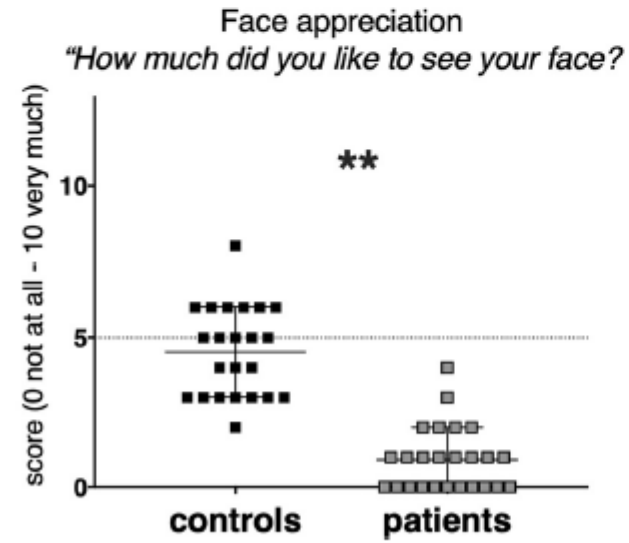 Face appreciation
“How much did you like to see your face?
score (0 not at all - 10 very much)
**
10
5
0
controls patients